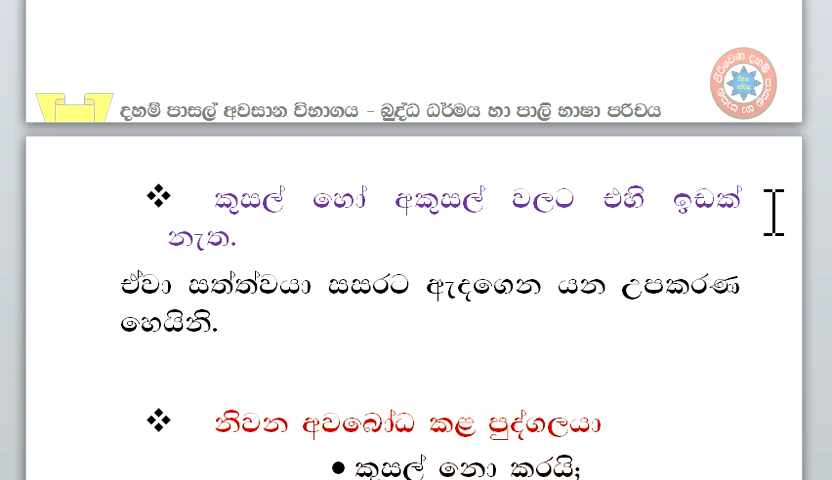 දහම් පාසල් අවසාන විභාගය - බුද්ධ ධර්මය හා පාලි භාෂා පරිචය
❖ කුසල් හෝ අකුසල් වලට එහි ඉඩක්
නැත.
ඒවා සත්ත්වයා සසරට ඇදගෙන යන උපකරණ
හෙයිනි.
❖ නිවන අවබෝධ කළ පුද්ගලයා
● කුසල් නො කරයි;